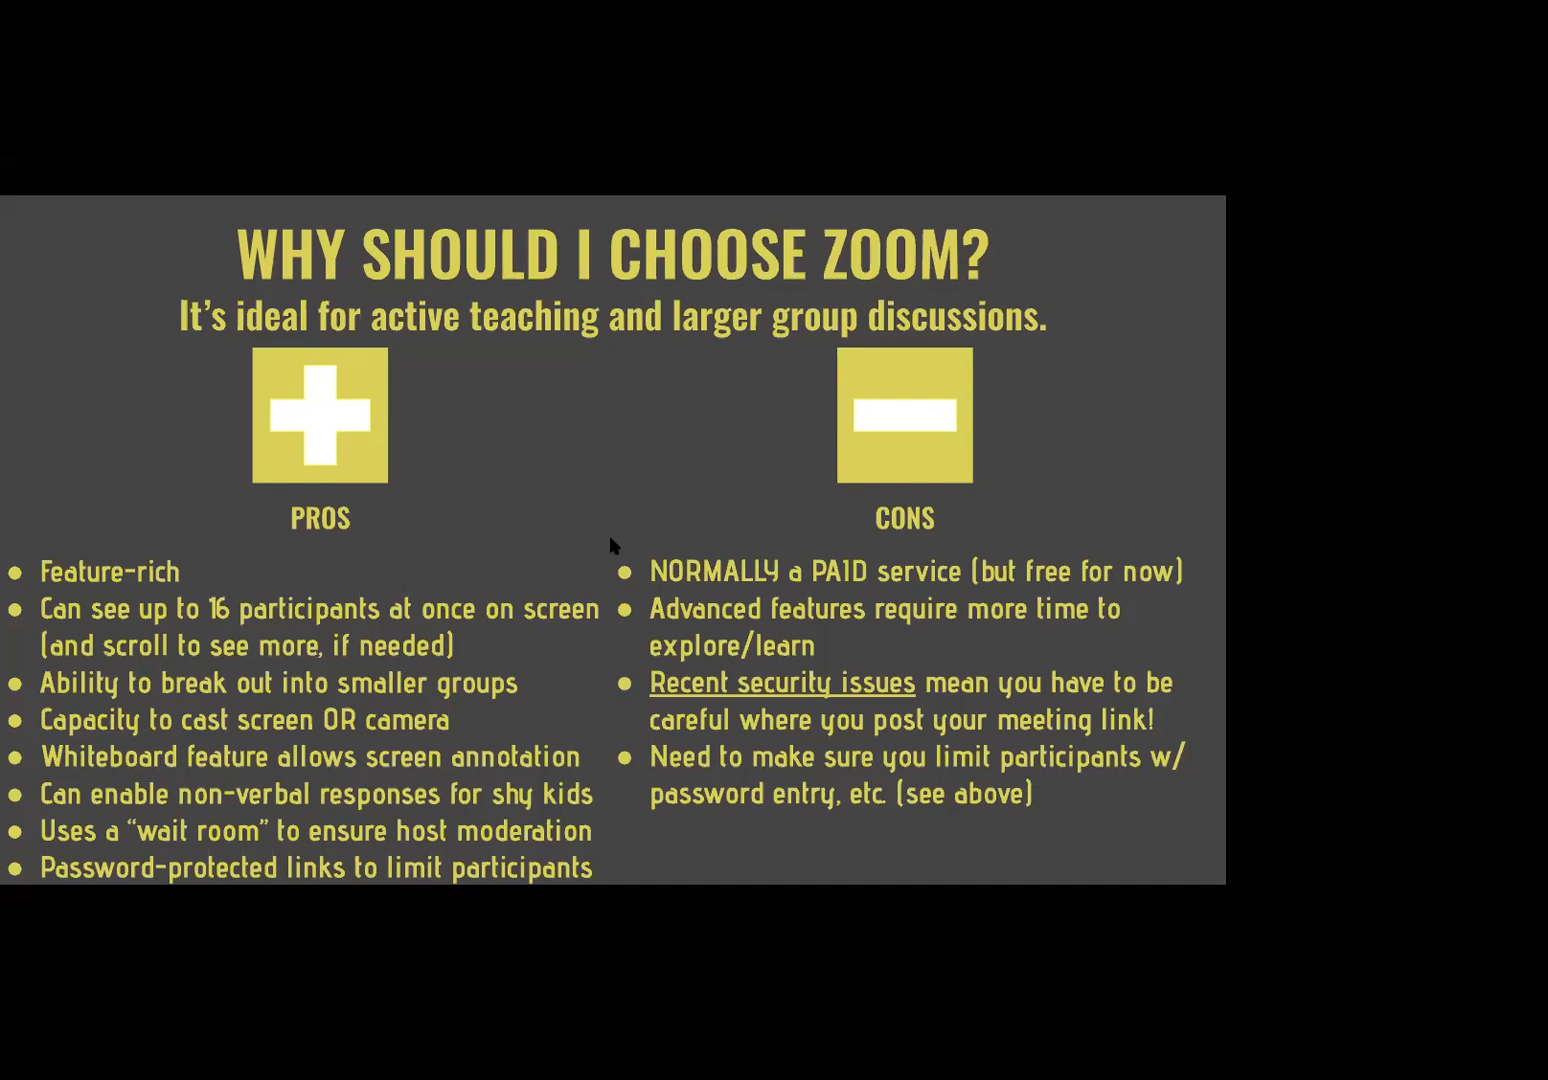 WHY SHOULD I CHOOSE ZOOM?
It's ideal for active teaching and larger group discussions.
PROS
● Feature-rich
● Can see up to 16 participants at once on screen
(and scroll to see more, if needed)
● Ability to break out into smaller groups
● Capacity to cast screen OR camera
● Whiteboard feature allows screen annotation
● Can enable non-verbal responses for shy kids
● Uses a “wait room” to ensure host moderation
● Password-protected links to limit participants
CONS
● NORMALLY a PAID service (but free for now)
● Advanced features require more time to
explore/learn
● Recent security issues mean you have to be
careful where you post your meeting link!
● Need to make sure you limit participants w/
password entry, etc. (see above)